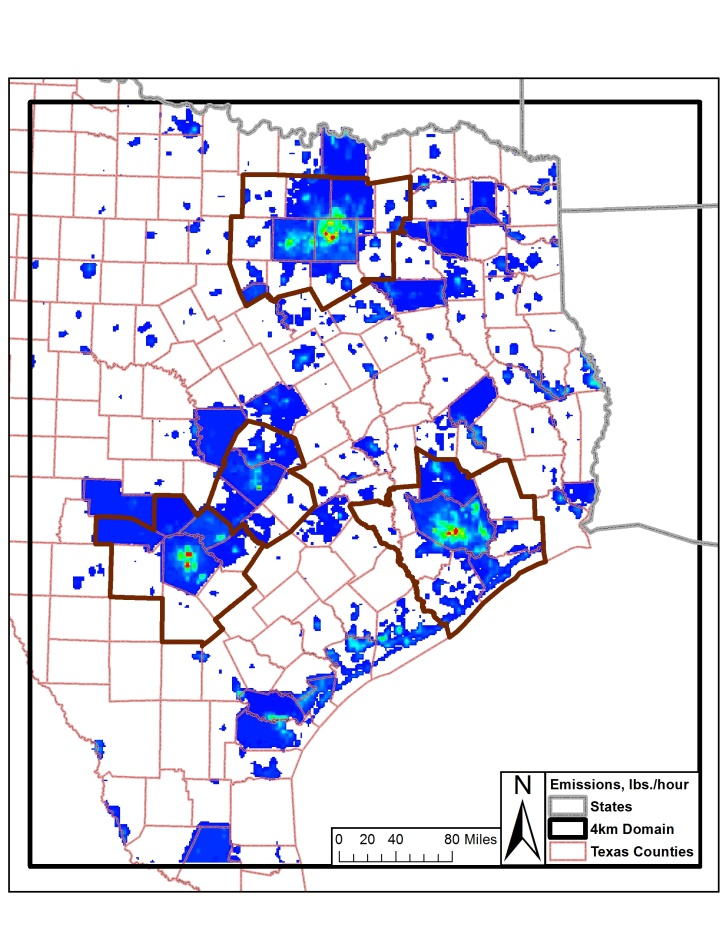 N
Emissions, lbs./hour
States
4km Domain
Texas Counties
0 20 40 80 Miles